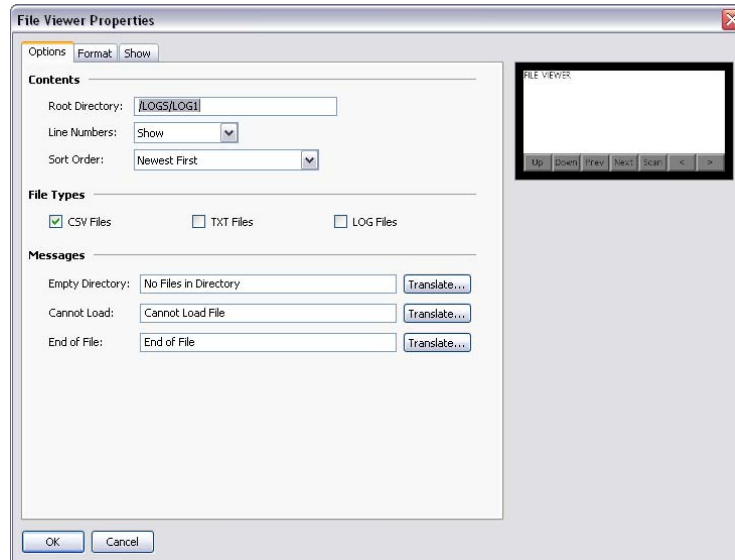 File Viewer Properties
Options Format Show
Contents
Root Directory: /LOGS/LOG1
Line Numbers: Show
Sort Order: Newest First
File Types
CSV Files TXT Files LOG Files
Messages
Empty Directory: No Files in Directory Translate...
Cannot Load: Cannot Load File Translate...
End of File: End of File Translate...
OK Cancel
FILE VIEWER
Up Down Prev Next Scan < >